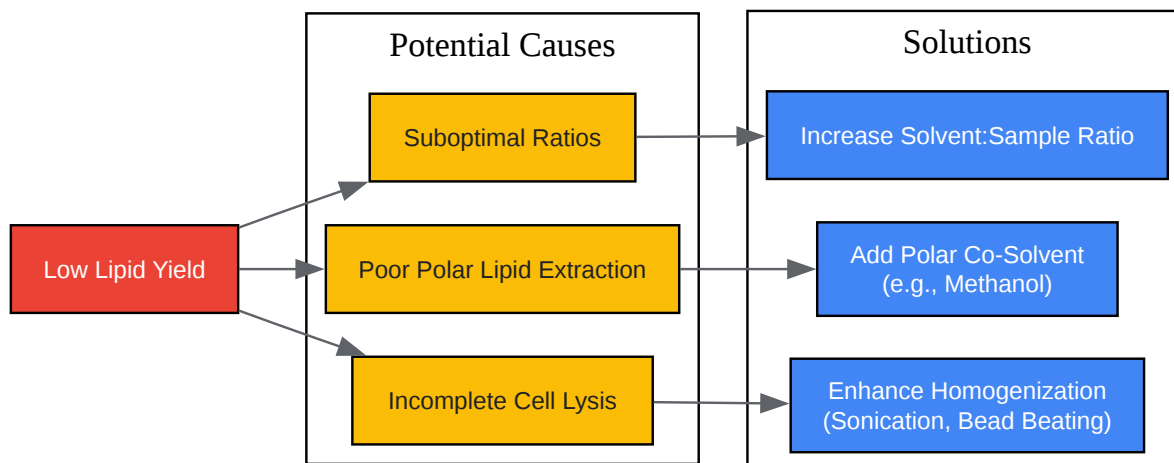 Potential Causes
Solutions
Suboptimal Ratios
Increase Solvent:Sample Ratio
Low Lipid Yield
Poor Polar Lipid Extraction
Add Polar Co-Solvent
(e.g., Methanol)
Incomplete Cell Lysis
Enhance Homogenization
(Sonication, Bead Beating)